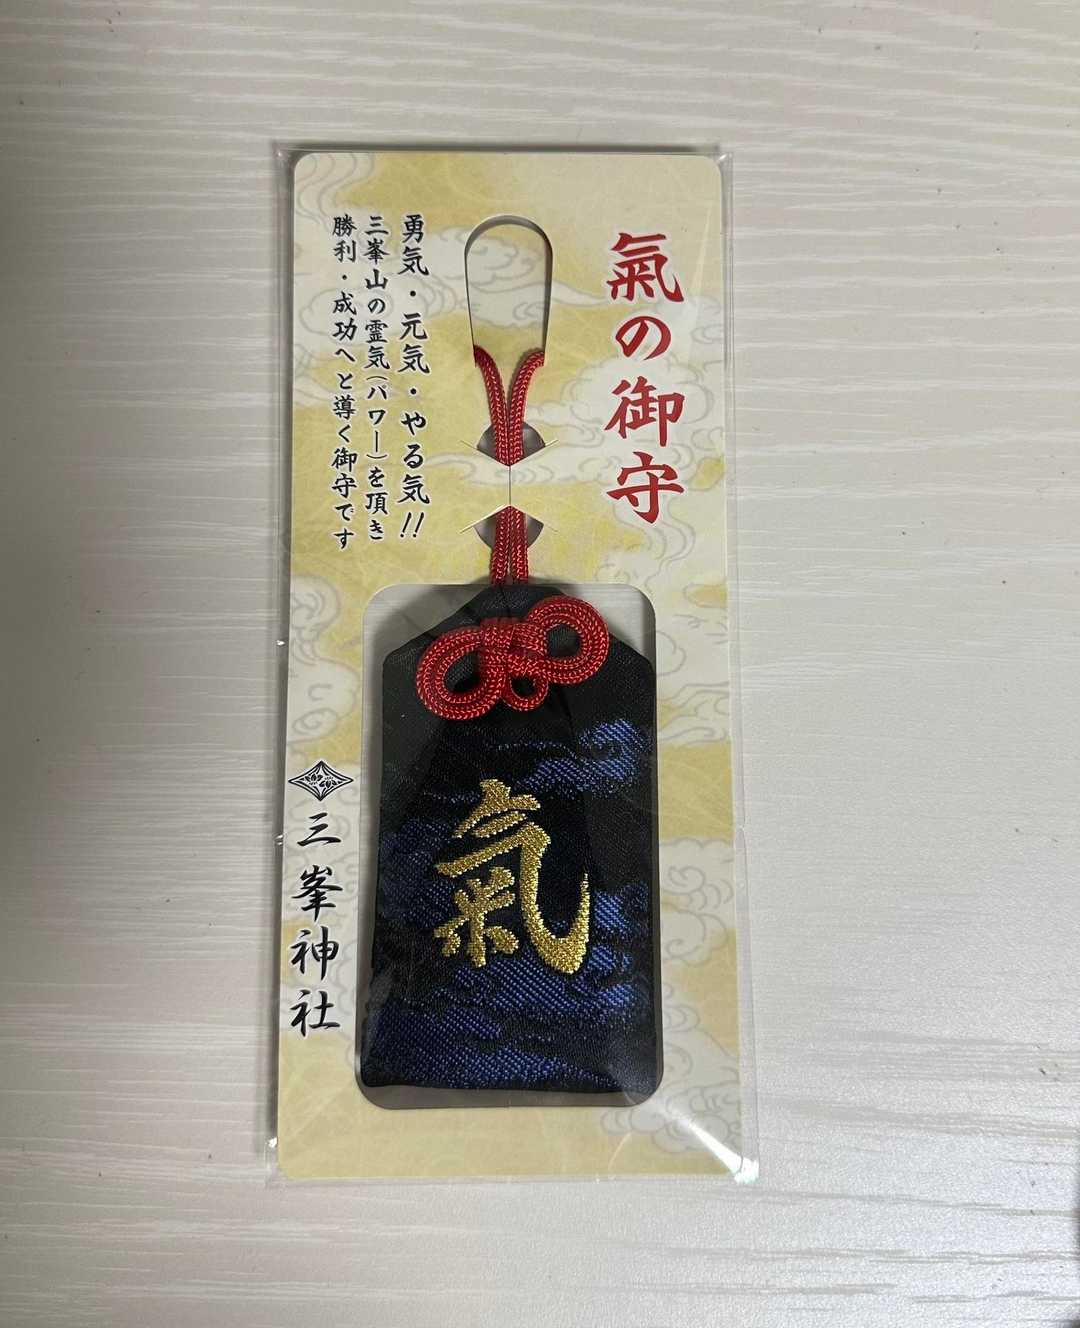 氣の御守
勇気・元気・やる気!!
三峯山の霊気(パワー)を頂き
勝利・成功へと導く御守です
氣
三峯神社